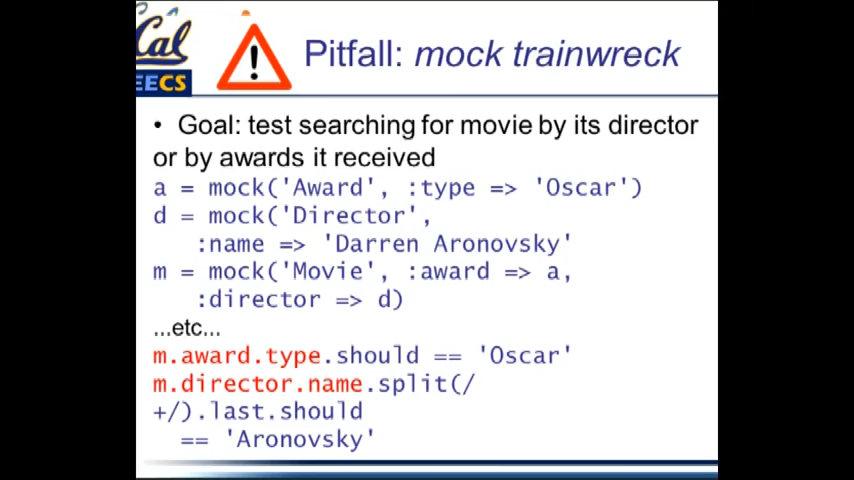 Cal
EECS
!
Pitfall: mock trainwreck
• Goal: test searching for movie by its director
or by awards it received
a = mock('Award', :type => 'Oscar')
d = mock('Director',
:name => 'Darren Aronovsky'
m = mock('Movie', :award => a,
:director => d)
...etc...
m.award.type.should == 'Oscar'
m.director.name.split(/
+/).last.should
== 'Aronovsky'